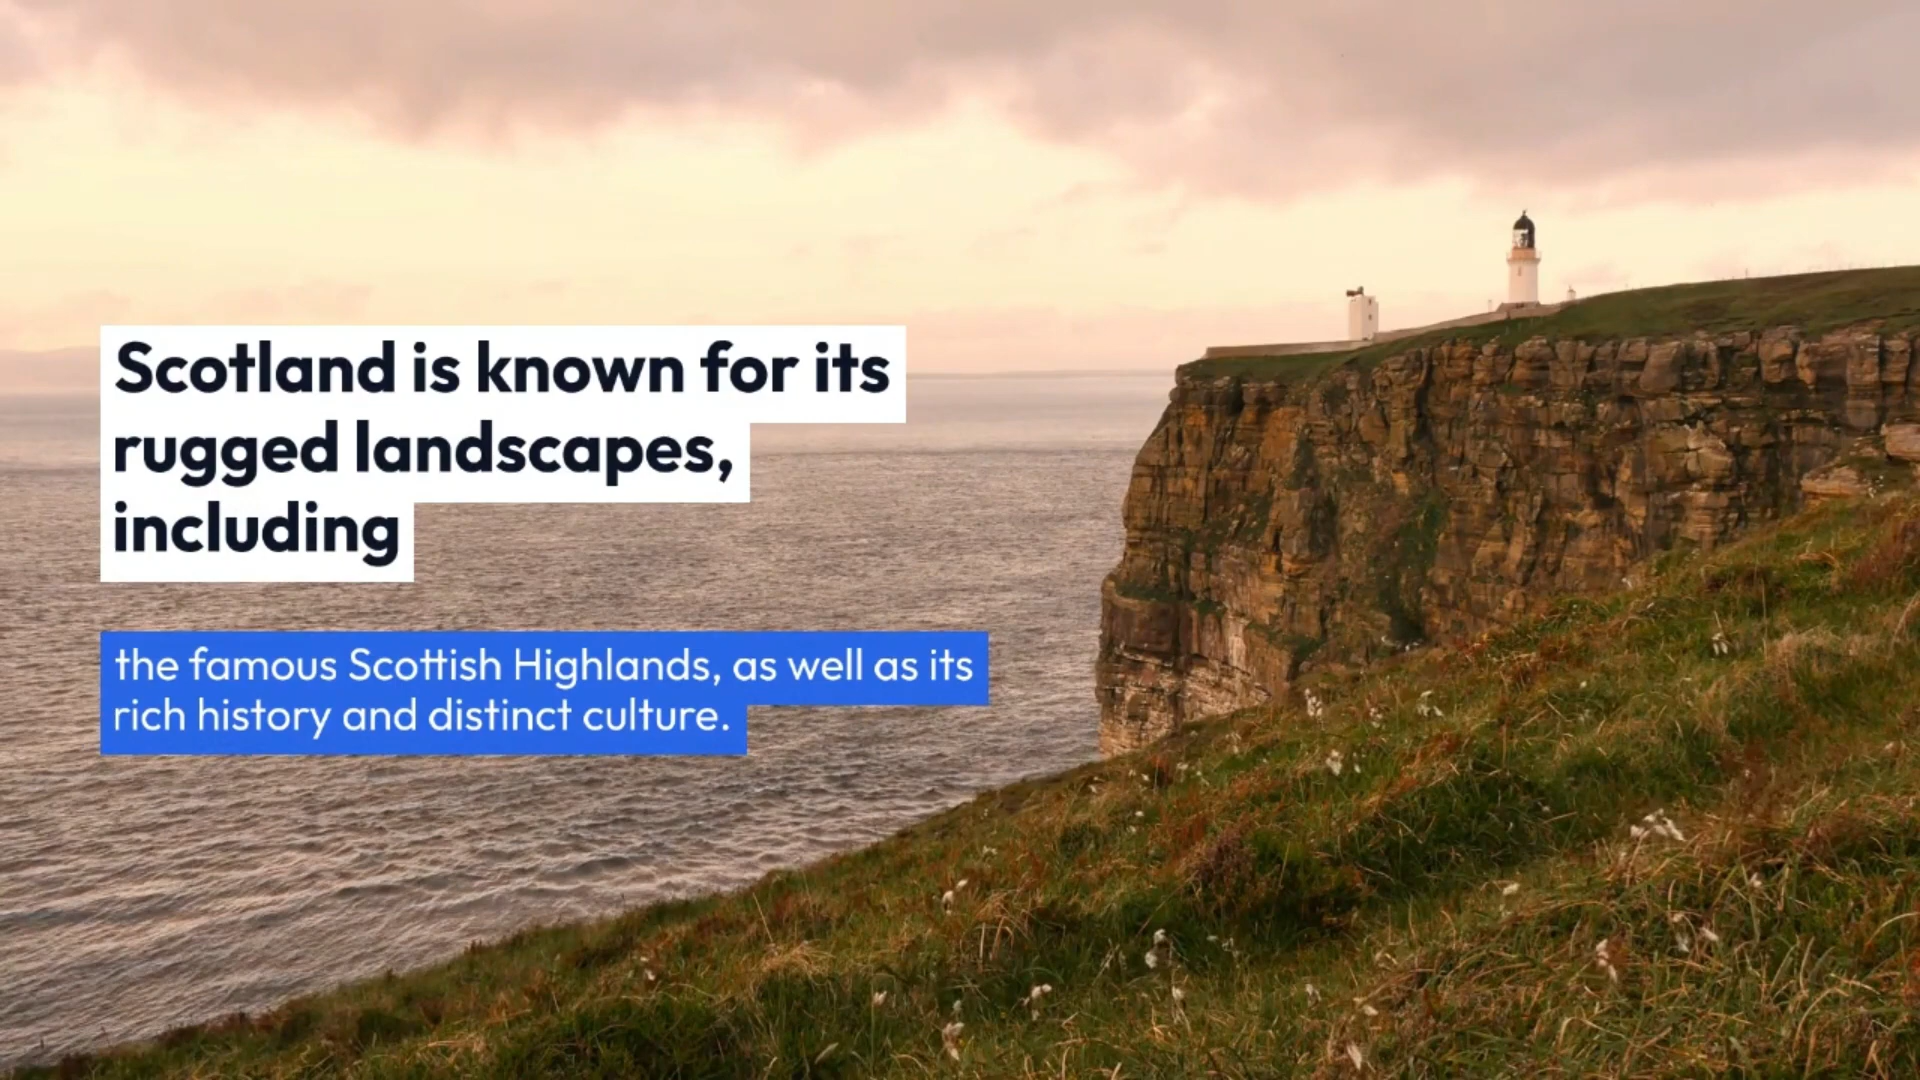 Scotland is known for its
rugged landscapes,
including
the famous Scottish Highlands, as well as its
rich history and distinct culture.